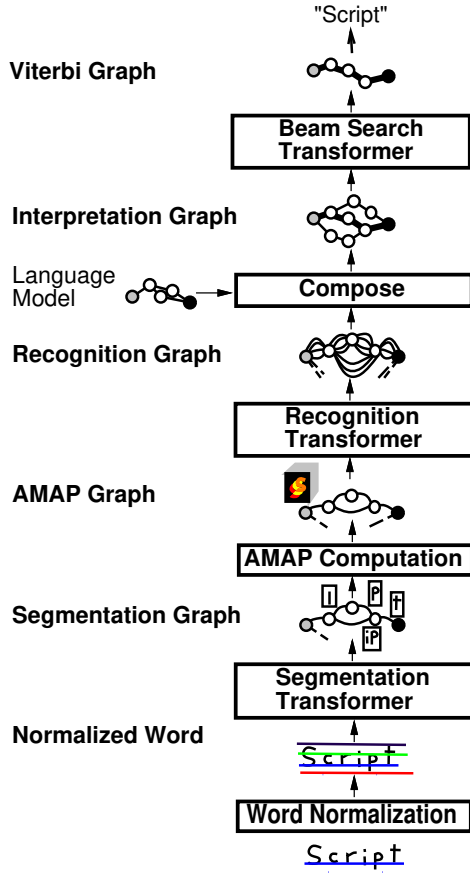 "Script"
Viterbi Graph
Beam Search
Transformer
Interpretation Graph
Language
Model
Compose
Recognition Graph
Recognition
Transformer
AMAP Graph
AMAP Computation
l
p
t
Segmentation Graph
ip
Segmentation
Transformer
Normalized Word
Script
Word Normalization
Script